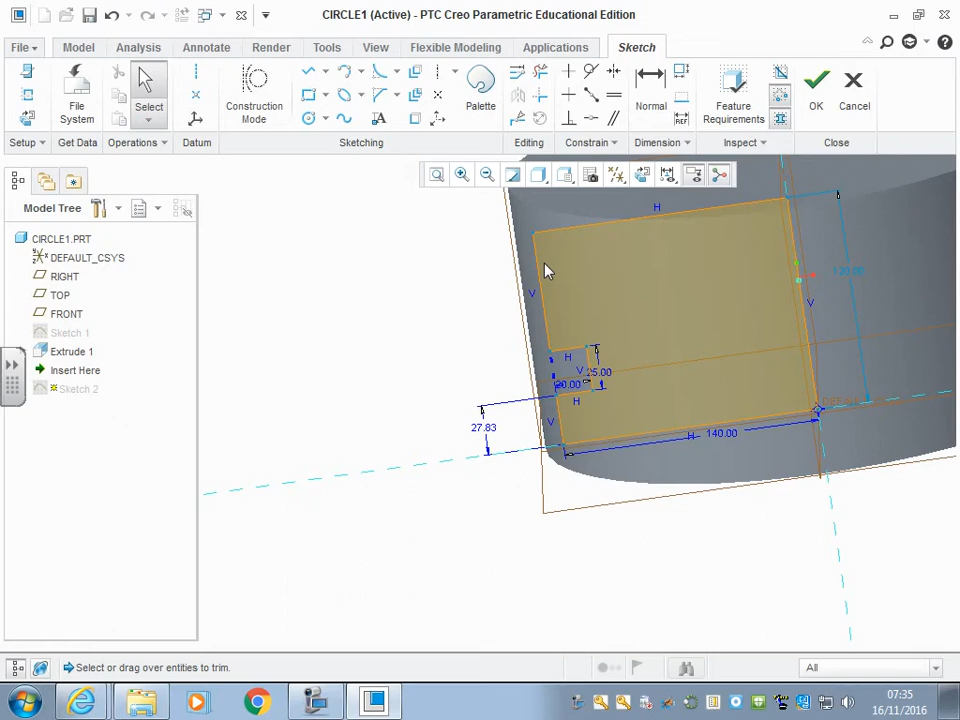 CIRCLE1 (Active) - PTC Creo Parametric Educational Edition
File Model Analysis Annotate Render Tools View Flexible Modeling Applications Sketch
File System
Select
Construction Mode
Palette
Normal
Feature Requirements
OK
Cancel
Setup Get Data Operations Datum Sketching Editing Constrain Dimension Inspect Close
Model Tree
CIRCLE1.PRT
DEFAULT_CSYS
RIGHT
TOP
FRONT
Sketch 1
Extrude 1
Insert Here
Sketch 2
H
V
120.00
V
H
V
25.00
20.00
H
V
27.83
H
140.00
Select or drag over entities to trim.
All
07:35
16/11/2016